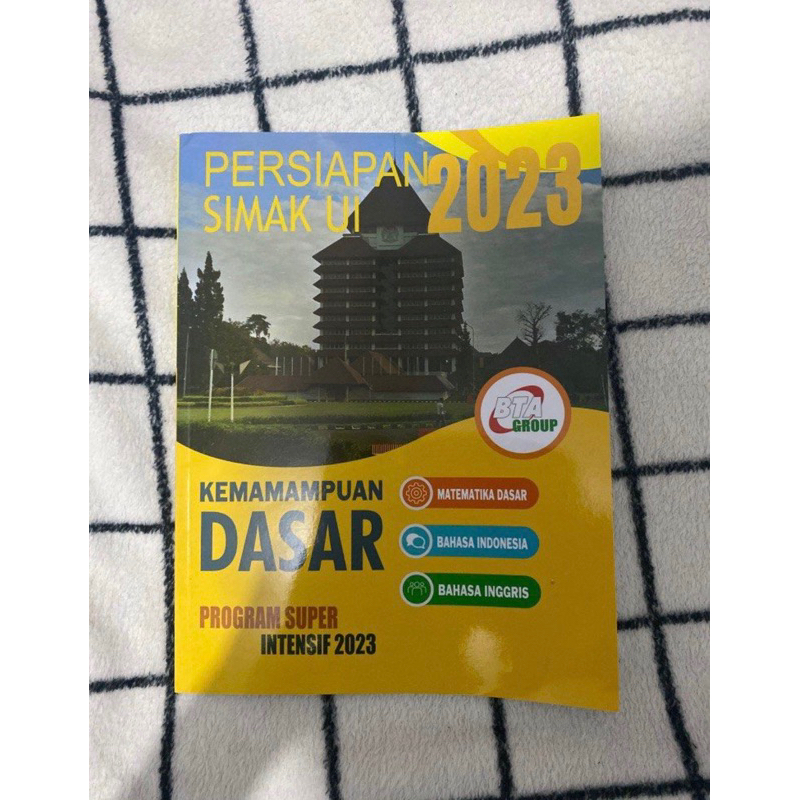 PERSIAPAN
SIMAK UI
2023
BTA
GROUP
KEMAMAMPUAN
DASAR
MATEMATIKA DASAR
BAHASA INDONESIA
BAHASA INGGRIS
PROGRAM SUPER
INTENSIF 2023